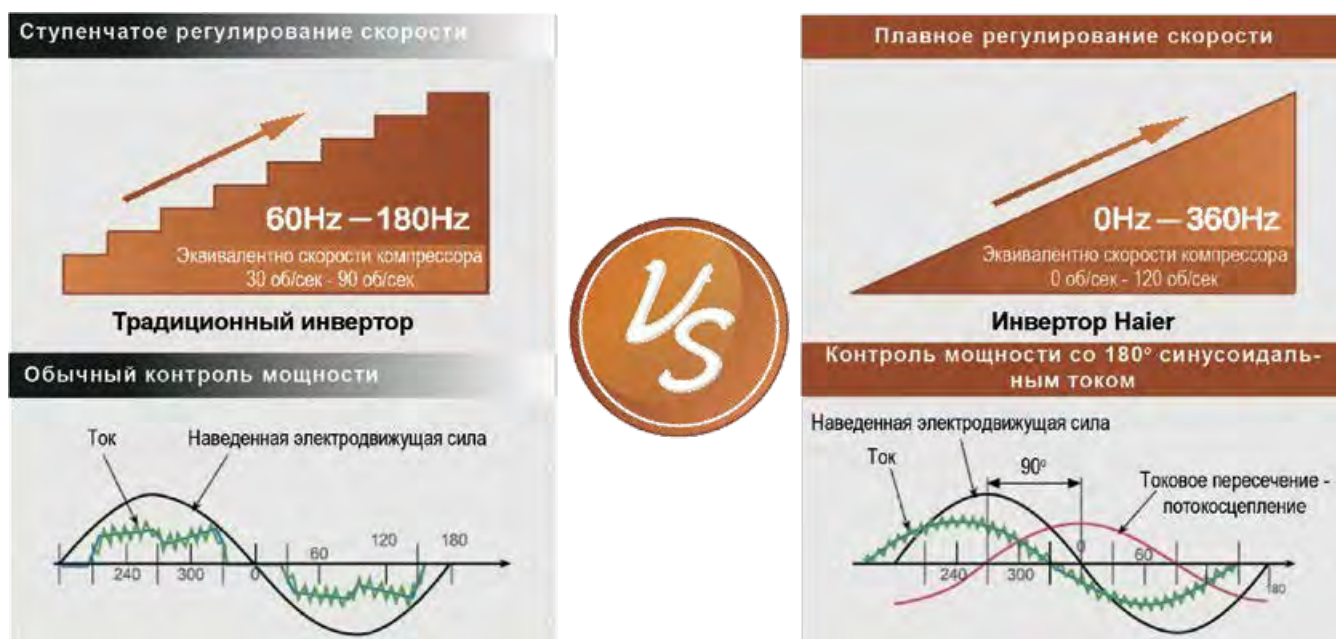 Ступенчатое регулирование скорости
60Hz – 180Hz
Эквивалентно скорости компрессора
30 об/сек - 90 об/сек
Традиционный инвертор
Обычный контроль мощности
Ток
Наведенная электродвижущая сила
240
300
0
60
120
180
VS
Плавное регулирование скорости
0Hz – 360Hz
Эквивалентно скорости компрессора
0 об/сек - 120 об/сек
Инвертор Haier
Контроль мощности со 180° синусоидаль-
ным током
Наведенная электродвижущая сила
Ток
90°
Токовое пересечение -
потокосцепление
240
300
0
60
180